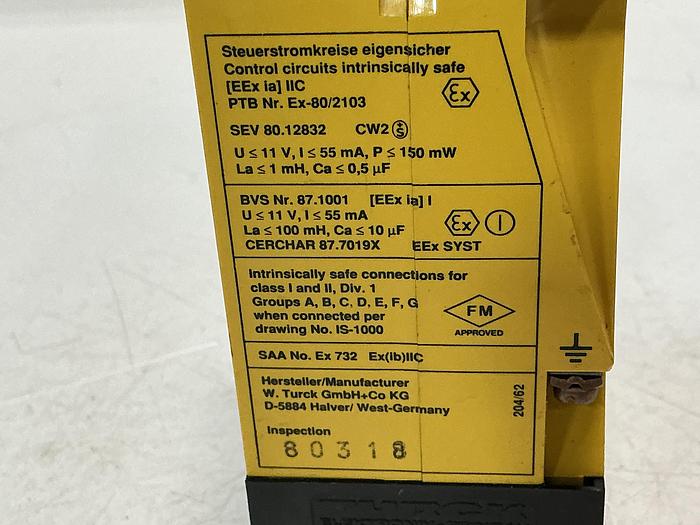 Steuerstromkreise eigensicher
Control circuits intrinsically safe
[EEx ia] IIC
PTB Nr. Ex-80/2103
Ex
SEV 80.12832 CW2 S
U ≤ 11 V, I ≤ 55 mA, P ≤ 150 mW
La ≤ 1 mH, Ca ≤ 0,5 µF
BVS Nr. 87.1001 [EEx ia] I
U ≤ 11 V, I ≤ 55 mA
La ≤ 100 mH, Ca ≤ 10 µF
Ex I
CERCHAR 87.7019X EEx SYST
Intrinsically safe connections for
class I and II, Div. 1
Groups A, B, C, D, E, F, G
when connected per
drawing No. IS-1000
FM
APPROVED
SAA No. Ex 732 Ex(ib)IIC
Hersteller/Manufacturer
W. Turck GmbH+Co KG
D-5884 Halver/West-Germany
204/62
Inspection
80318
TURCK